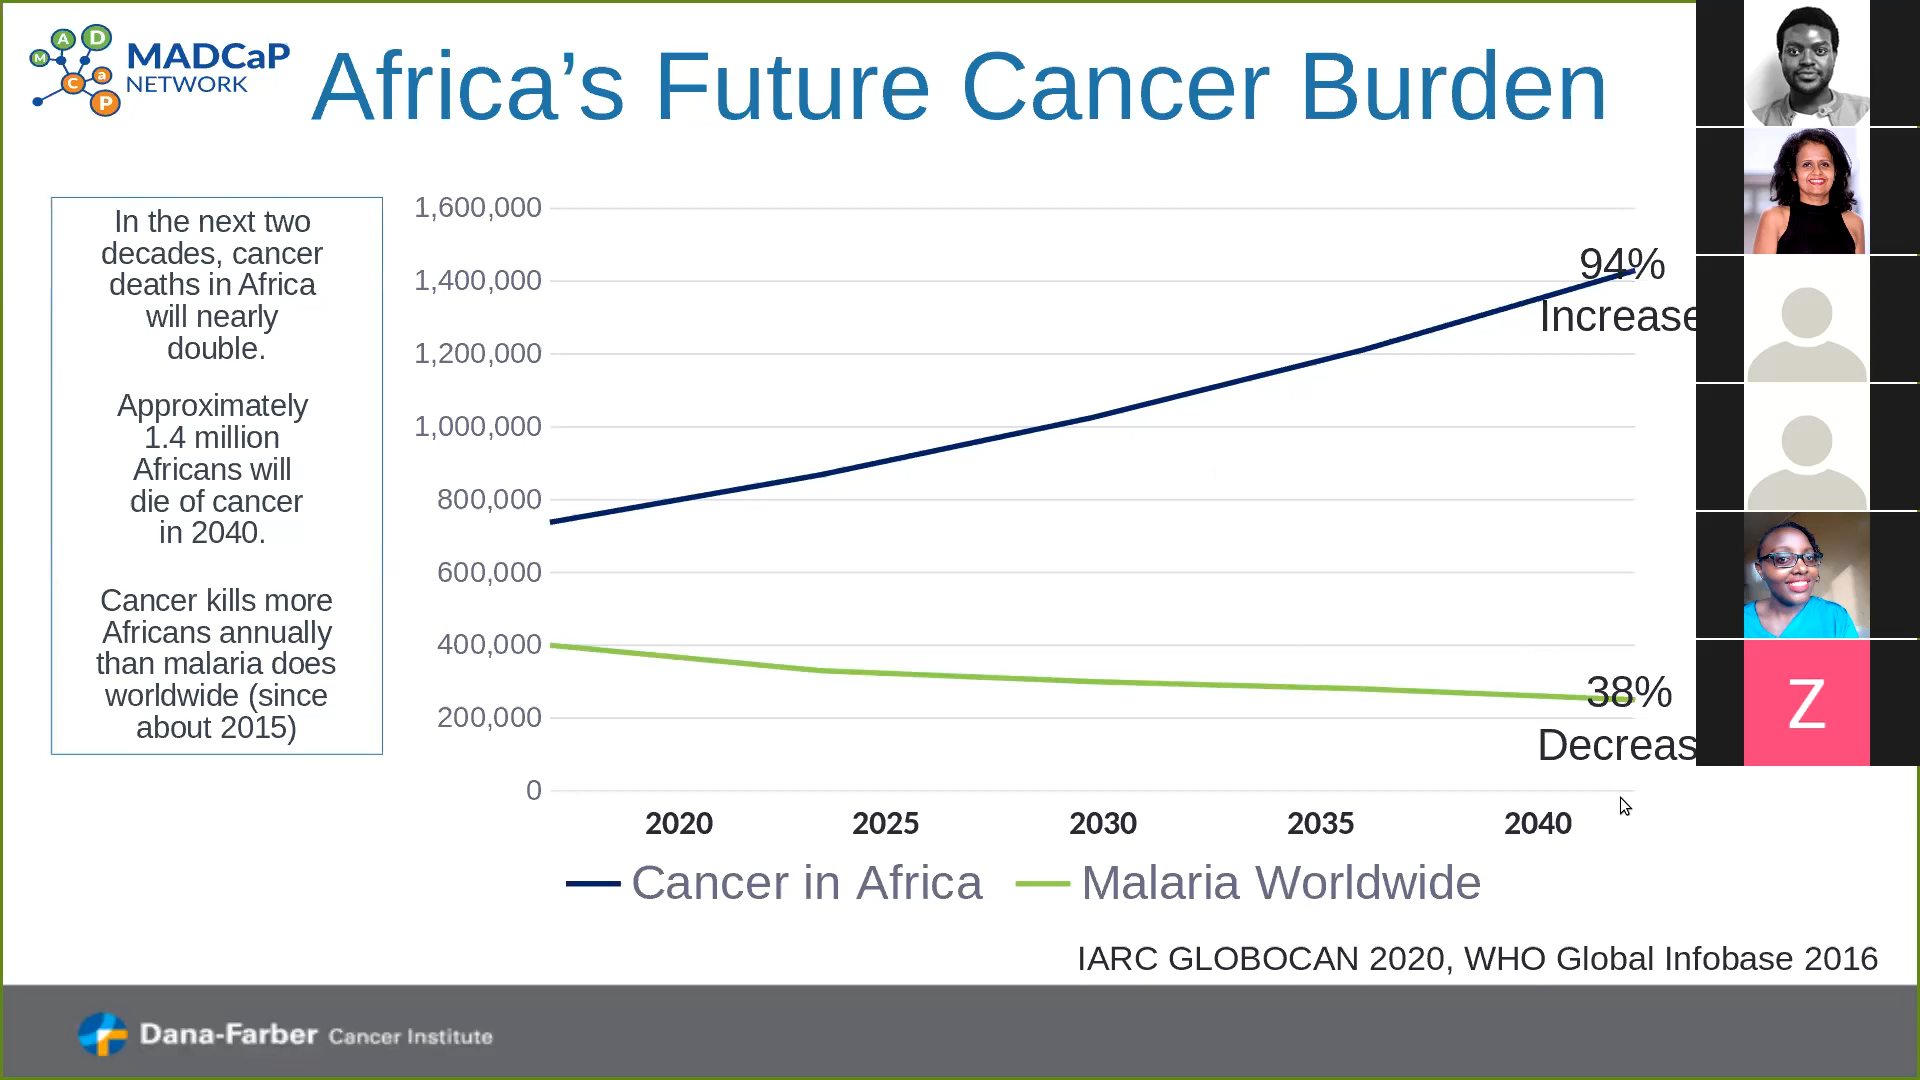 M A D C a P
MADCaP
NETWORK
Africa’s Future Cancer Burden
In the next two
decades, cancer
deaths in Africa
will nearly
double.
Approximately
1.4 million
Africans will
die of cancer
in 2040.
Cancer kills more
Africans annually
than malaria does
worldwide (since
about 2015)
1,600,000
1,400,000
1,200,000
1,000,000
800,000
600,000
400,000
200,000
0
94%
Increase
38%
Decreas
2020 2025 2030 2035 2040
Cancer in Africa Malaria Worldwide
IARC GLOBOCAN 2020, WHO Global Infobase 2016
Dana-Farber Cancer Institute
Z